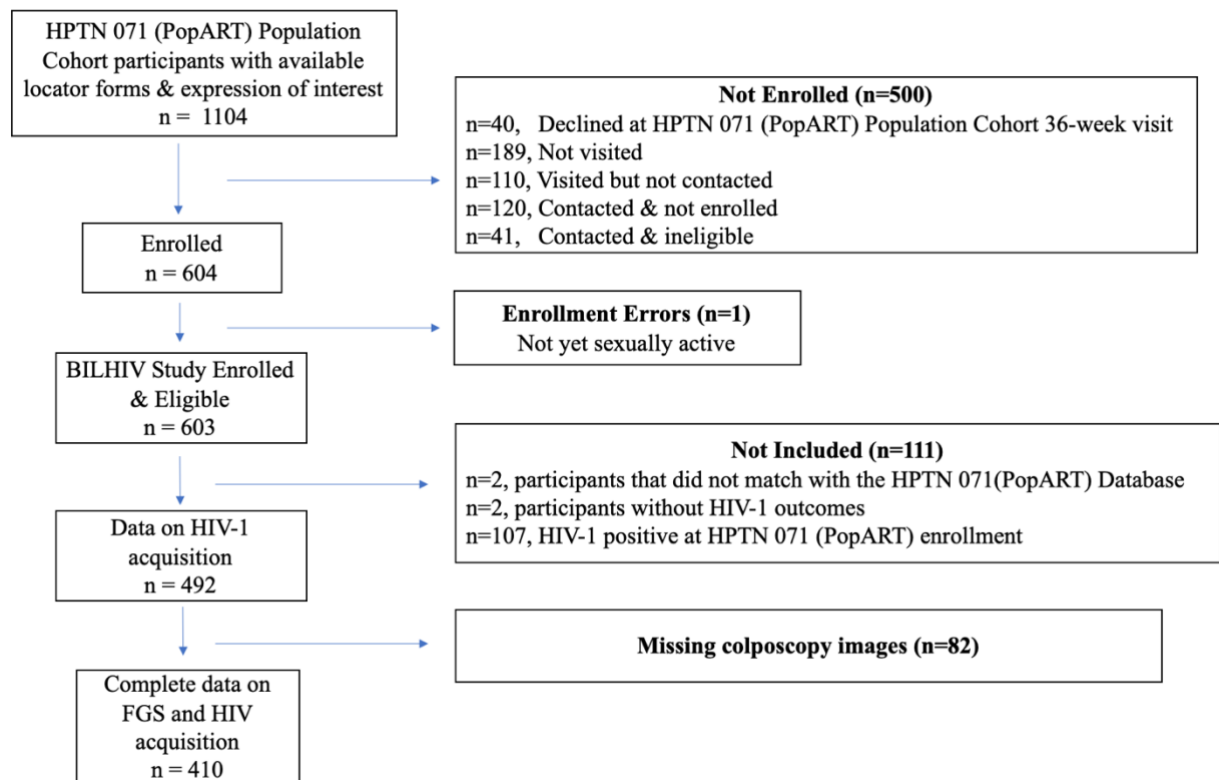 HPTN 071 (PopART) Population
Cohort participants with available
locator forms & expression of interest
n = 1104
Not Enrolled (n=500)
n=40, Declined at HPTN 071 (PopART) Population Cohort 36-week visit
n=189, Not visited
n=110, Visited but not contacted
n=120, Contacted & not enrolled
n=41, Contacted & ineligible
Enrolled
n = 604
Enrollment Errors (n=1)
Not yet sexually active
BILHIV Study Enrolled
& Eligible
n = 603
Not Included (n=111)
n=2, participants that did not match with the HPTN 071(PopART) Database
n=2, participants without HIV-1 outcomes
n=107, HIV-1 positive at HPTN 071 (PopART) enrollment
Data on HIV-1
acquisition
n = 492
Missing colposcopy images (n=82)
Complete data on
FGS and HIV
acquisition
n = 410